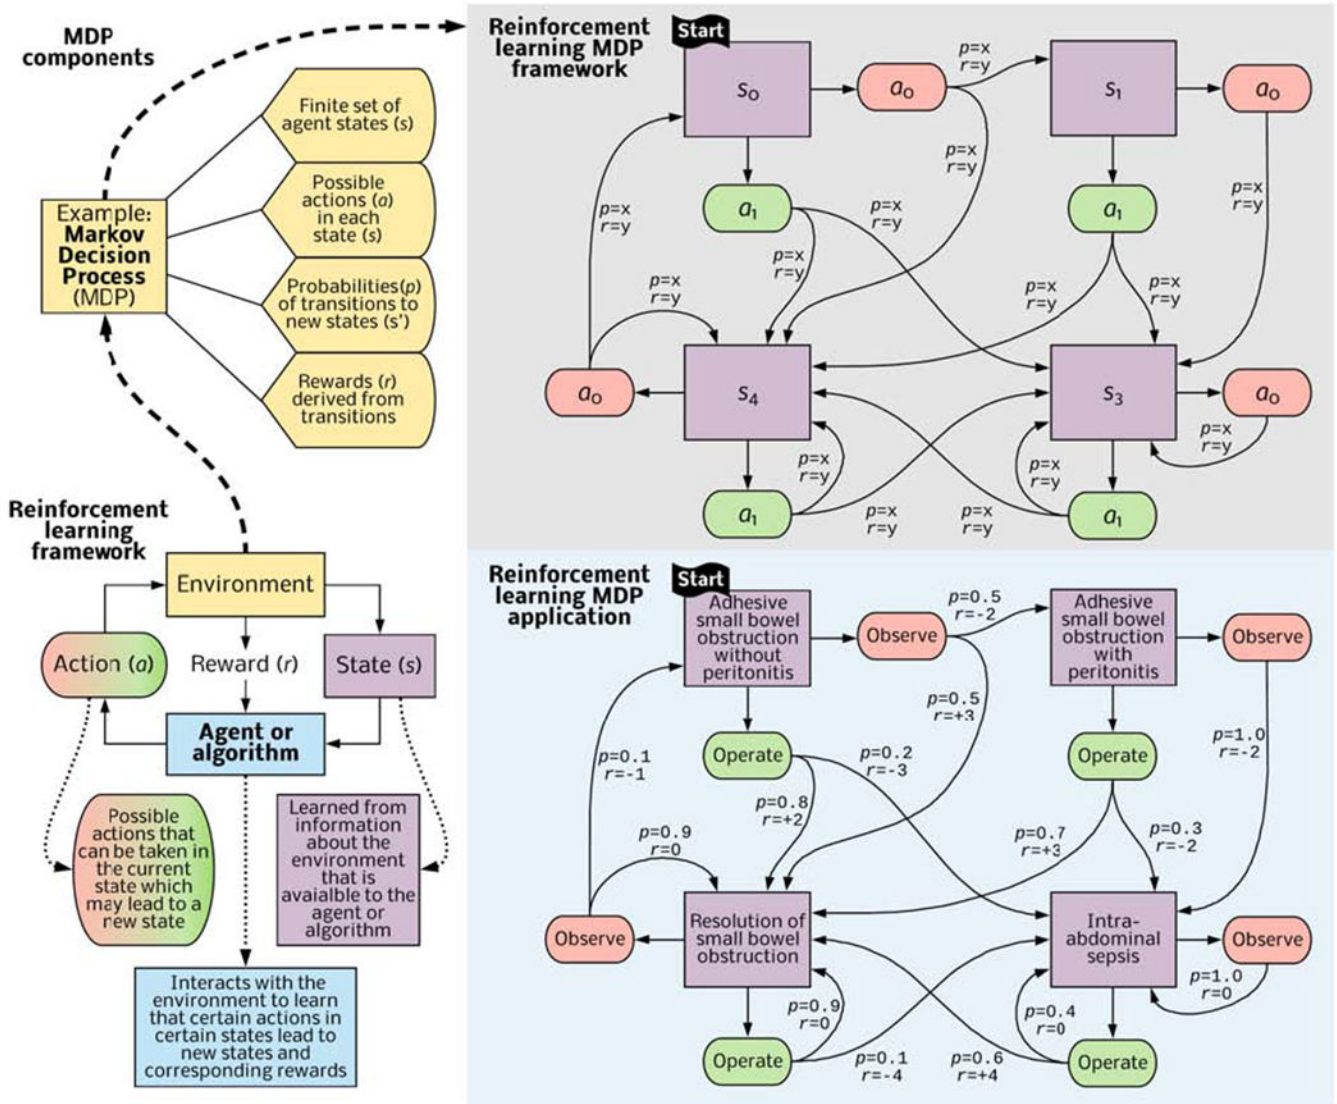 MDP
components
Finite set of
agent states (s)
Possible
actions (a)
in each
state (s)
Probabilities(p)
of transitions to
new states (s')
Rewards (r)
derived from
transitions
Example:
Markov
Decision
Process
(MDP)
Reinforcement
learning
framework
Environment
Action (a)
Reward (r)
State (s)
Agent or
algorithm
Possible
actions that
can be taken in
the current
state which
may lead to a
new state
Learned from
information
about the
environment
that is
avaialble to the
agent or
algorithm
Interacts with the
environment to learn
that certain actions in
certain states lead to
new states and
corresponding rewards
Reinforcement
learning MDP
framework
Start
s0
a0
p=x
r=y
s1
a0
p=x
r=y
a1
p=x
r=y
a1
p=x
r=y
p=x
r=y
p=x
r=y
p=x
r=y
p=x
r=y
p=x
r=y
a0
s4
s3
a0
p=x
r=y
p=x
r=y
p=x
r=y
a1
p=x
r=y
p=x
r=y
a1
Reinforcement
learning MDP
application
Start
Adhesive
small bowel
obstruction
without
peritonitis
Observe
p=0.5
r=-2
Adhesive
small bowel
obstruction
with
peritonitis
Observe
p=0.5
r=+3
Operate
p=0.2
r=-3
Operate
p=1.0
r=-2
p=0.1
r=-1
p=0.8
r=+2
p=0.9
r=0
p=0.7
r=+3
p=0.3
r=-2
Observe
Resolution of
small bowel
obstruction
Intra-
abdominal
sepsis
Observe
p=1.0
r=0
p=0.9
r=0
p=0.4
r=0
Operate
p=0.1
r=-4
p=0.6
r=+4
Operate